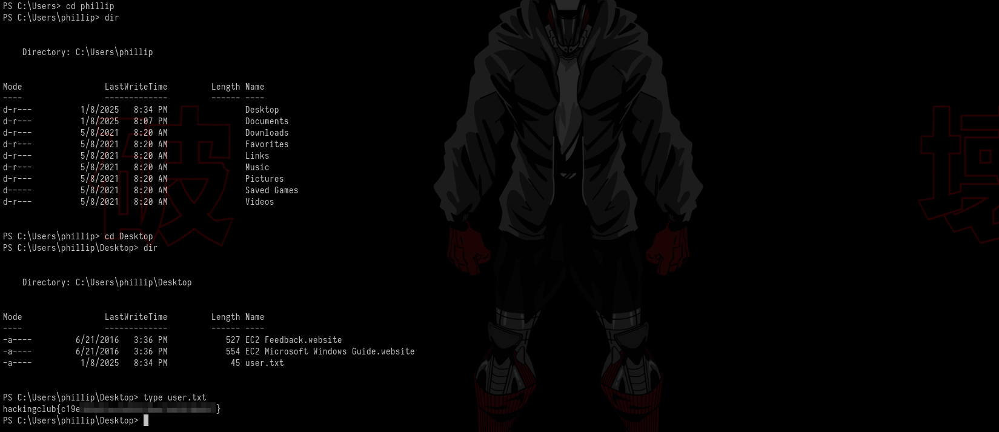 PS C:\Users> cd phillip
PS C:\Users\phillip> dir
Directory: C:\Users\phillip
Mode LastWriteTime Length Name
---- ------------- ------ ----
d-r--- 1/8/2025 8:34 PM Desktop
d-r--- 1/8/2025 8:07 PM Documents
d-r--- 5/8/2021 8:20 AM Downloads
d-r--- 5/8/2021 8:20 AM Favorites
d-r--- 5/8/2021 8:20 AM Links
d-r--- 5/8/2021 8:20 AM Music
d-r--- 5/8/2021 8:20 AM Pictures
d----- 5/8/2021 8:20 AM Saved Games
d-r--- 5/8/2021 8:20 AM Videos
PS C:\Users\phillip> cd Desktop
PS C:\Users\phillip\Desktop> dir
Directory: C:\Users\phillip\Desktop
Mode LastWriteTime Length Name
---- ------------- ------ ----
-a---- 6/21/2016 3:36 PM 527 EC2 Feedback.website
-a---- 6/21/2016 3:36 PM 554 EC2 Microsoft Windows Guide.website
-a---- 1/8/2025 8:34 PM 45 user.txt
PS C:\Users\phillip\Desktop> type user.txt
hackingclub{c19e}
PS C:\Users\phillip\Desktop>
破